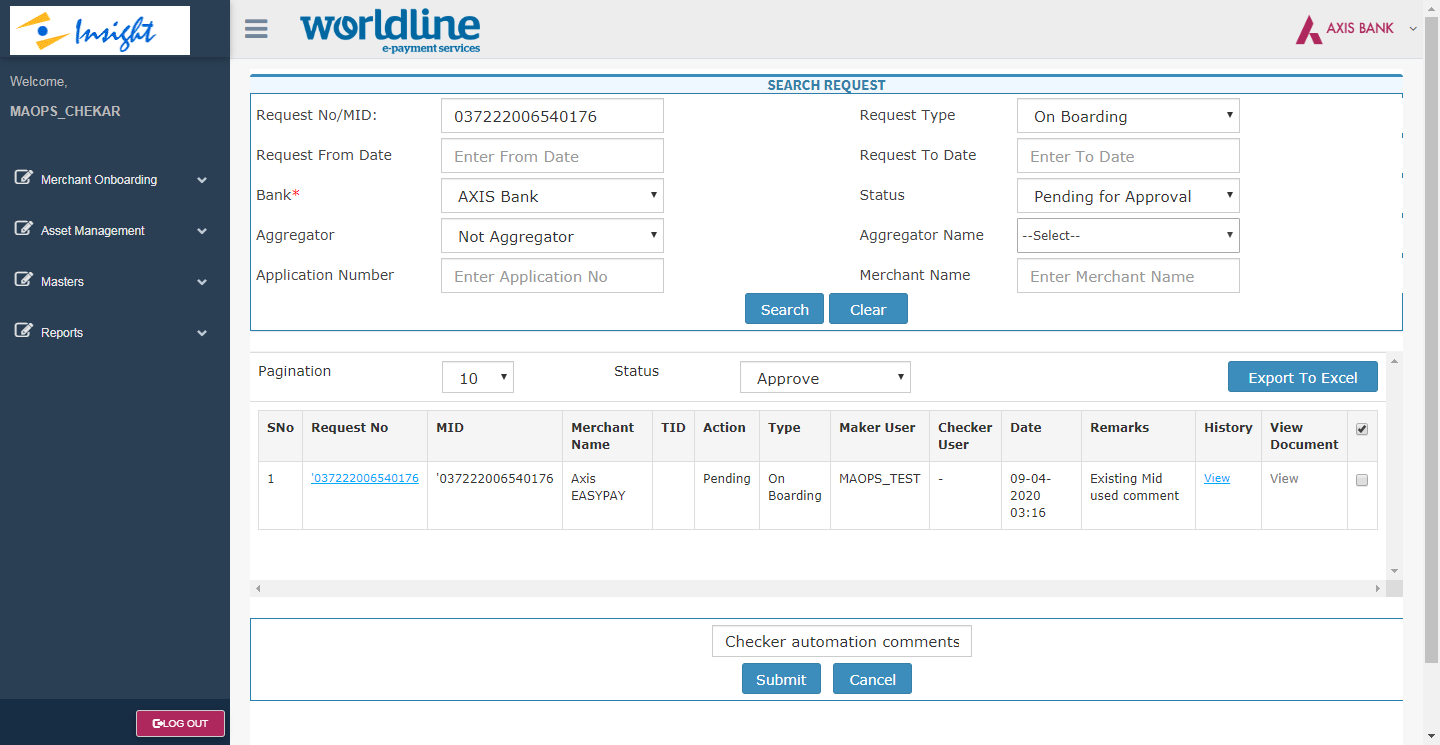 Insight
worldline
e-payment services
AXIS BANK
Welcome,
MAOPS_CHEKAR
Merchant Onboarding
Asset Management
Masters
Reports
LOG OUT
SEARCH REQUEST
Request No/MID: 037222006540176 Request Type On Boarding
Request From Date Enter From Date Request To Date Enter To Date
Bank* AXIS Bank Status Pending for Approval
Aggregator Not Aggregator Aggregator Name --Select--
Application Number Enter Application No Merchant Name Enter Merchant Name
Search Clear
Pagination 10 Status Approve Export To Excel
SNo Request No MID Merchant Name TID Action Type Maker User Checker User Date Remarks History View Document
1 '037222006540176 '037222006540176 Axis EASYPAY Pending On Boarding MAOPS_TEST - 09-04-2020 03:16 Existing Mid used comment View View
Checker automation comments
Submit Cancel